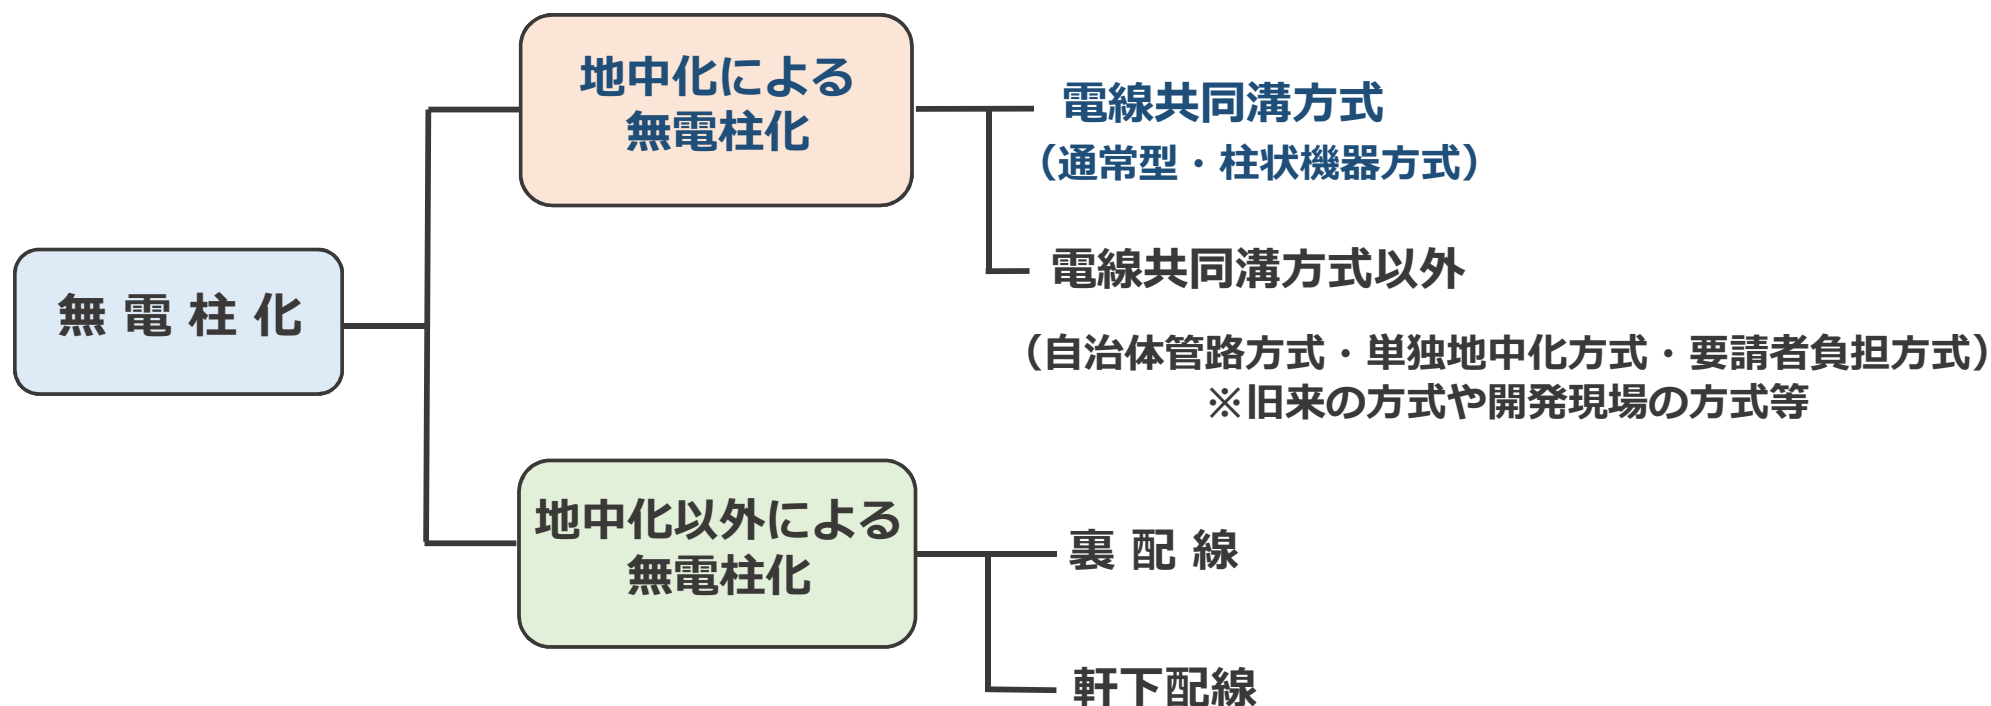 無電柱化
地中化による
無電柱化
電線共同溝方式
（通常型・柱状機器方式）
電線共同溝方式以外
（自治体管路方式・単独地中化方式・要請者負担方式）
※旧来の方式や開発現場の方式等
地中化以外による
無電柱化
裏配線
軒下配線